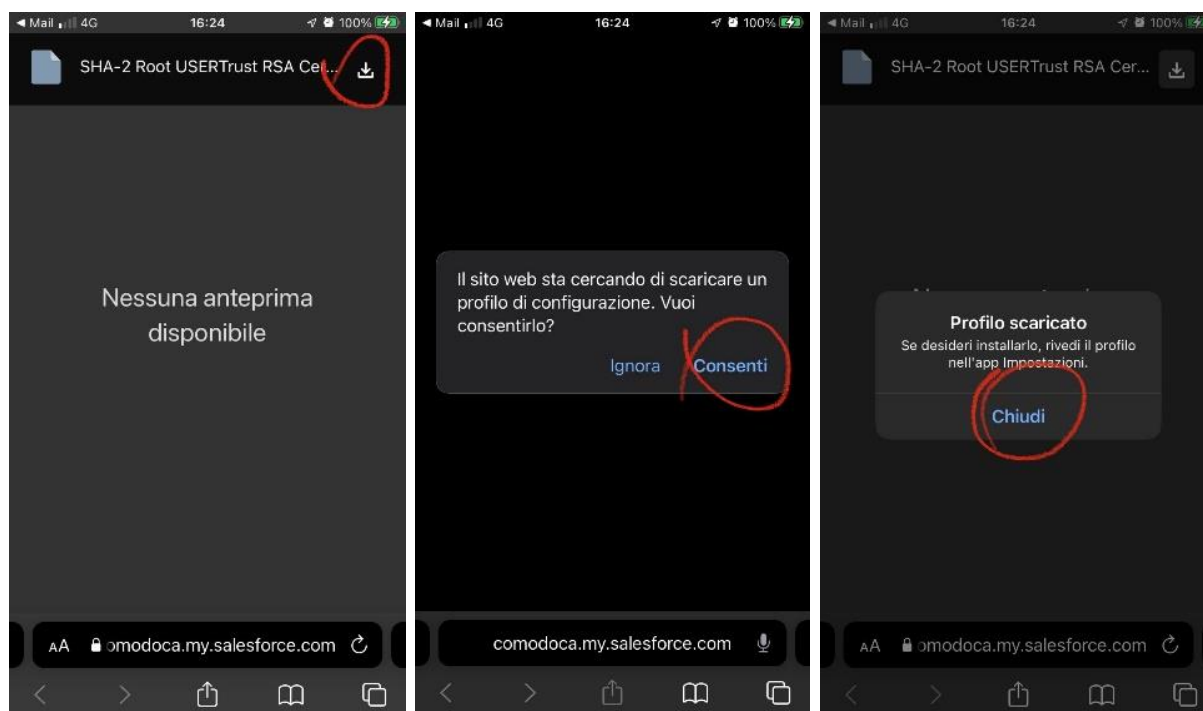 ◀ Mail 4G 16:24 100%
SHA-2 Root USERTrust RSA Cer...
Nessuna anteprima
disponibile
AA omodoca.my.salesforce.com
◀ Mail 4G 16:24 100%
Il sito web sta cercando di scaricare un
profilo di configurazione. Vuoi
consentirlo?
Ignora Consenti
comodoca.my.salesforce.com
◀ Mail 4G 16:24 100%
SHA-2 Root USERTrust RSA Cer...
Profilo scaricato
Se desideri installarlo, rivedi il profilo
nell'app Impostazioni.
Chiudi
AA omodoca.my.salesforce.com